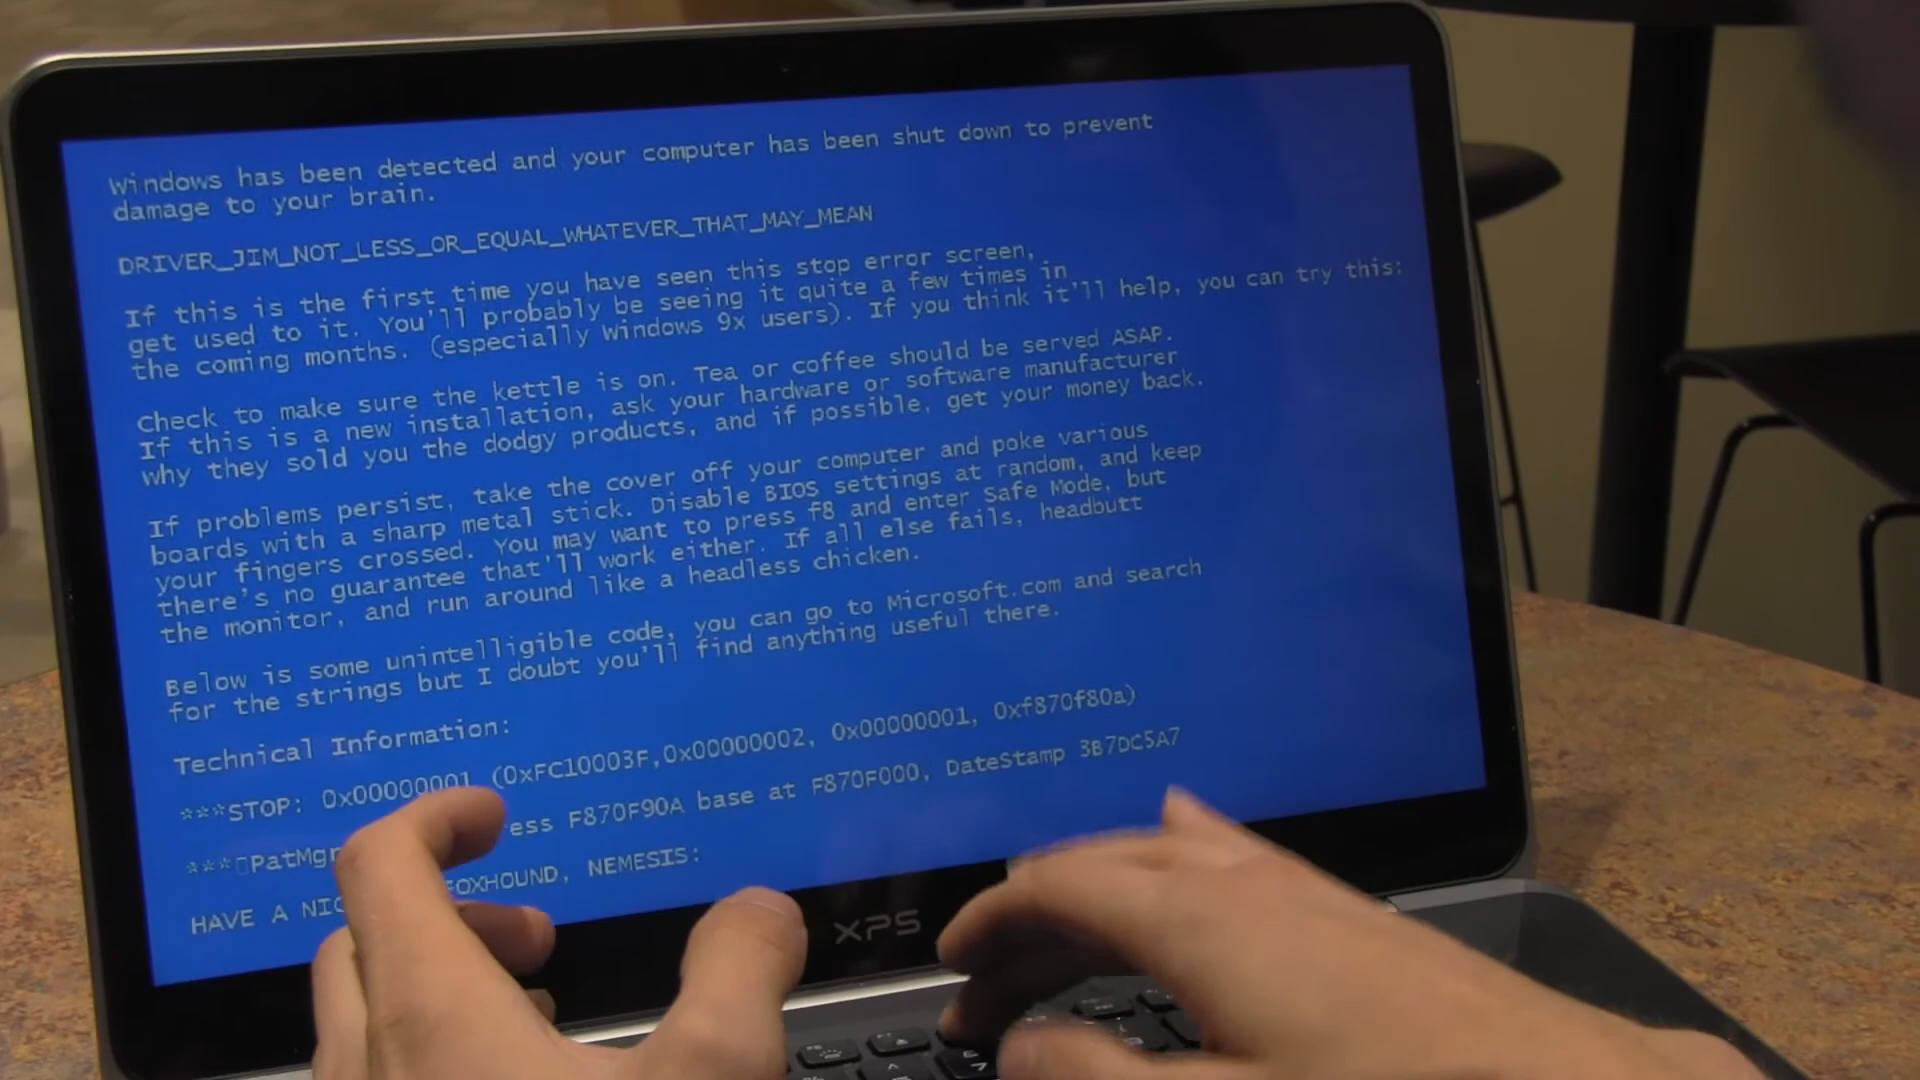 Windows has been detected and your computer has been shut down to prevent
damage to your brain.
DRIVER_JIM_NOT_LESS_OR_EQUAL_WHATEVER_THAT_MAY_MEAN
If this is the first time you have seen this stop error screen,
get used to it. You'll probably be seeing it quite a few times in
the coming months. (especially Windows 9x users). If you think it'll help, you can try this:
Check to make sure the kettle is on. Tea or coffee should be served ASAP.
If this is a new installation, ask your hardware or software manufacturer
why they sold you the dodgy products, and if possible, get your money back.
If problems persist, take the cover off your computer and poke various
boards with a sharp metal stick. Disable BIOS settings at random, and keep
your fingers crossed. You may want to press f8 and enter Safe Mode, but
there's no guarantee that'll work either. If all else fails, headbutt
the monitor, and run around like a headless chicken.
Below is some unintelligible code, you can go to Microsoft.com and search
for the strings but I doubt you'll find anything useful there.
Technical Information:
***STOP: 0x00000001 (0xFC10003F,0x00000002, 0x00000001, 0xf870f80a)
***▯PatMgr ess F870F90A base at F870F000, DateStamp 3B7DC5A7
HAVE A NIC FOXHOUND, NEMESIS:
XPS